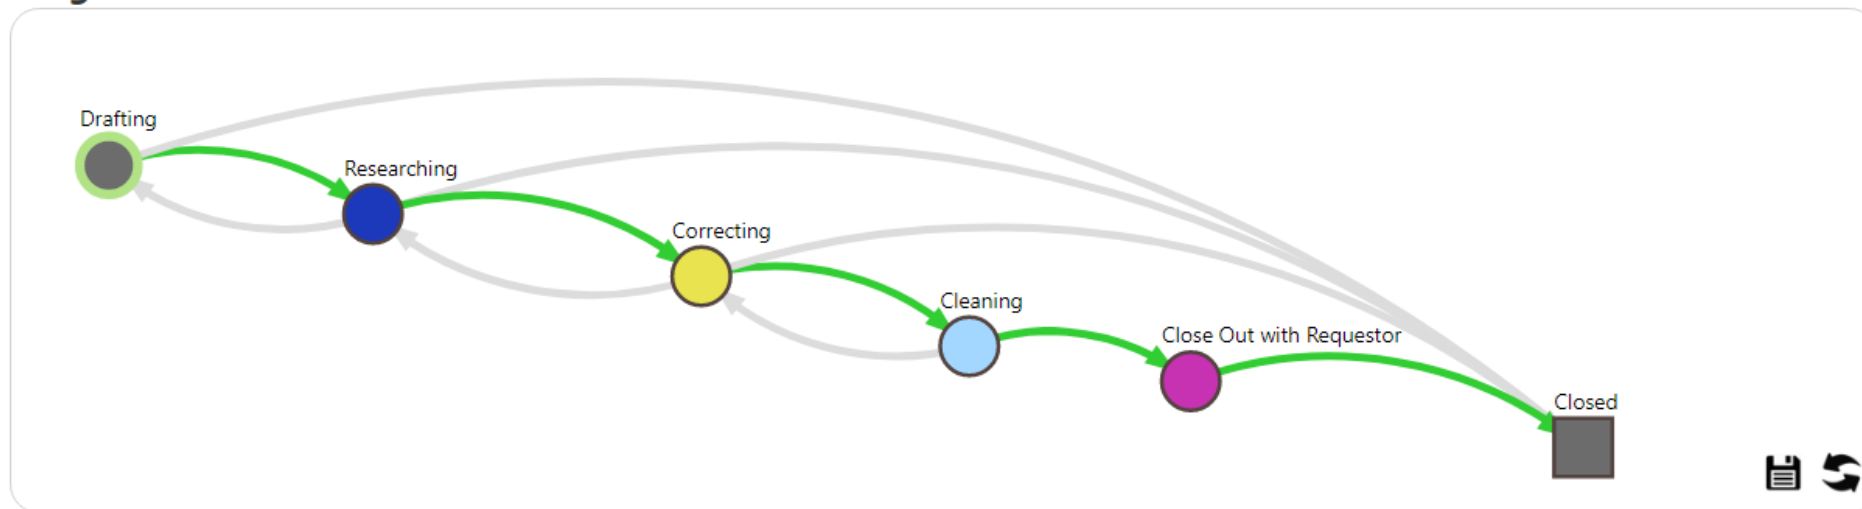 Drafting
Researching
Correcting
Cleaning
Close Out with Requestor
Closed